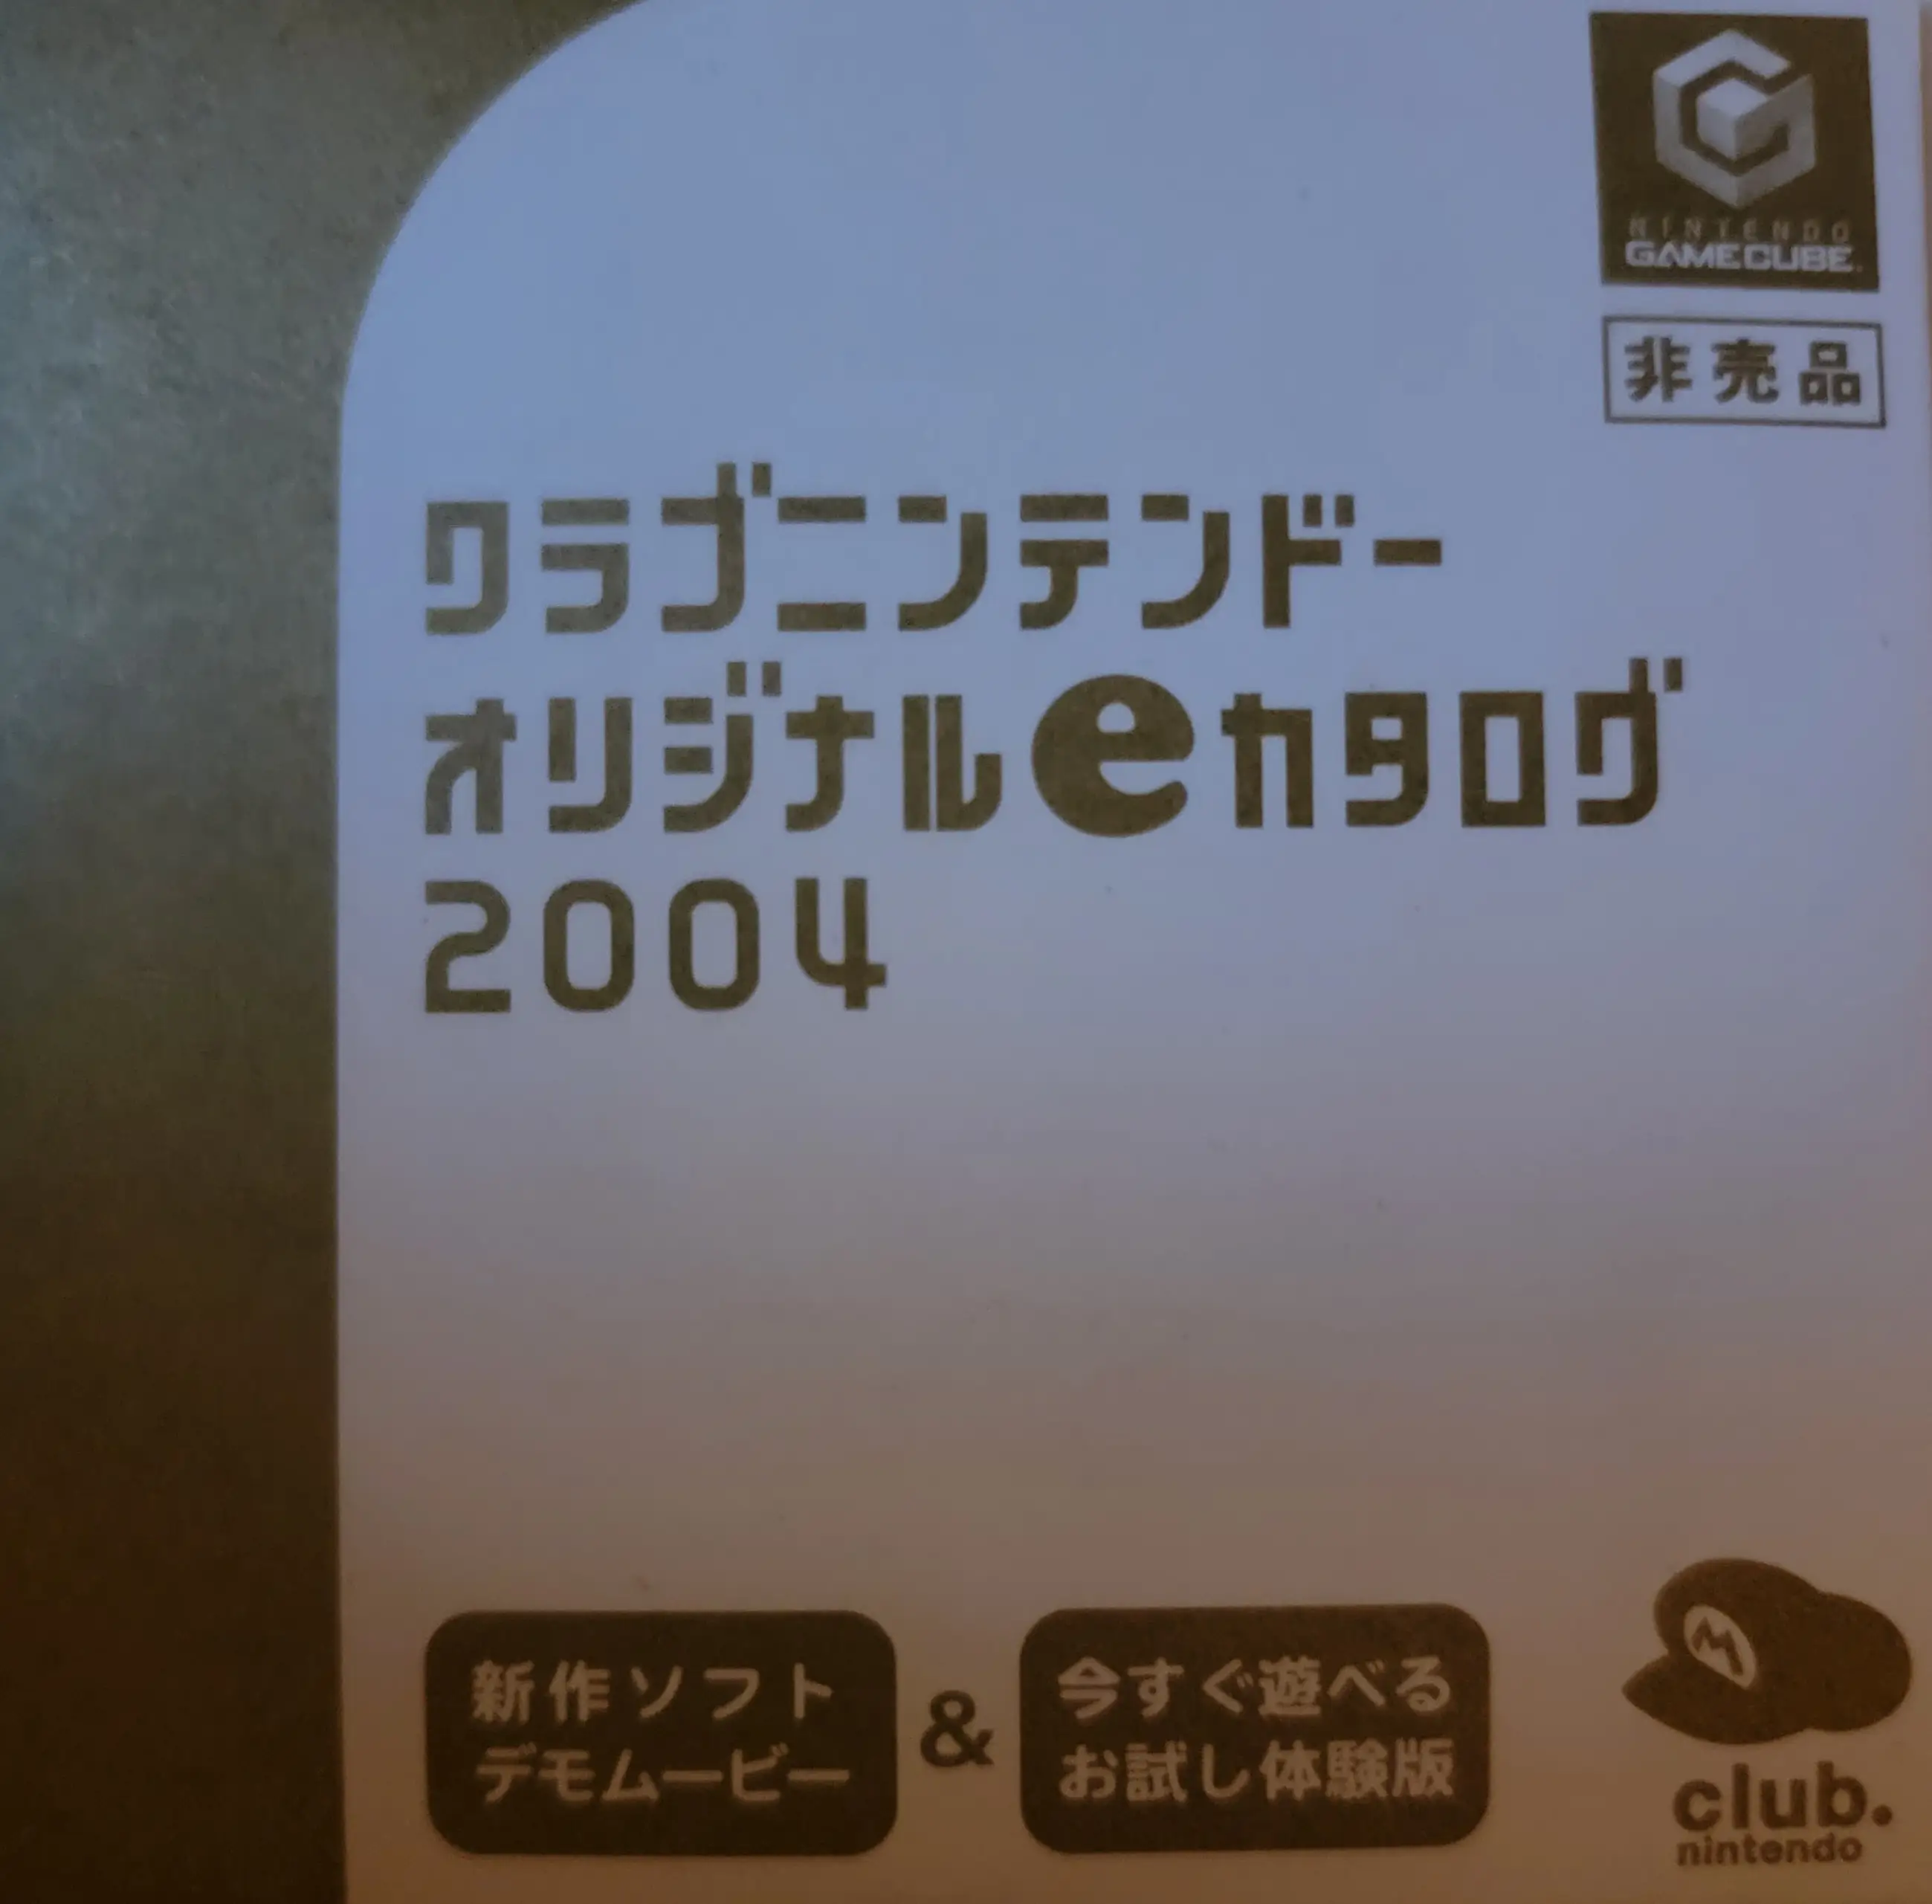 NINTENDO
GAMECUBE
非売品
クラブニンテンドー
オリジナルeカタログ
2004
新作ソフト
デモムービー
&
今すぐ遊べる
お試し体験版
club.
nintendo